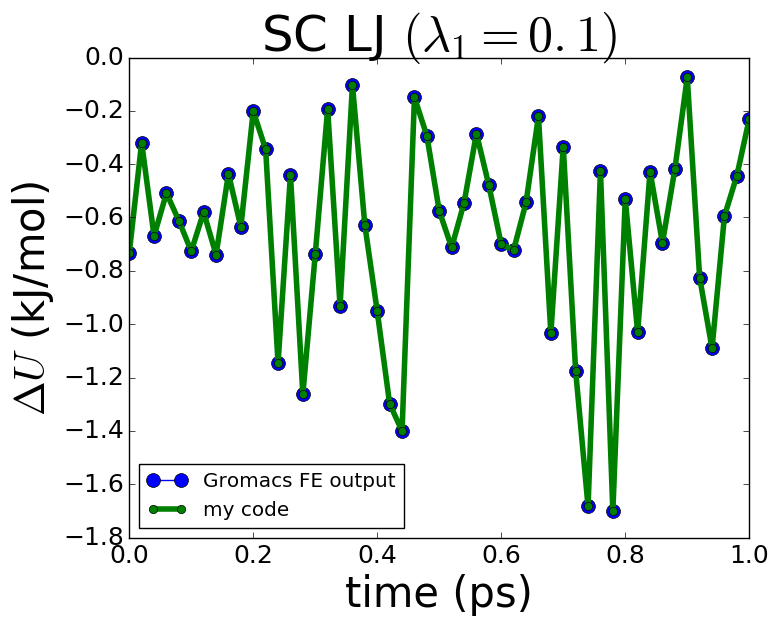 SC LJ (λ₁ = 0.1)
ΔU (kJ/mol)
0.0
−0.2
−0.4
−0.6
−0.8
−1.0
−1.2
−1.4
−1.6
−1.8
Gromacs FE output
my code
0.0 0.2 0.4 0.6 0.8 1.0
time (ps)